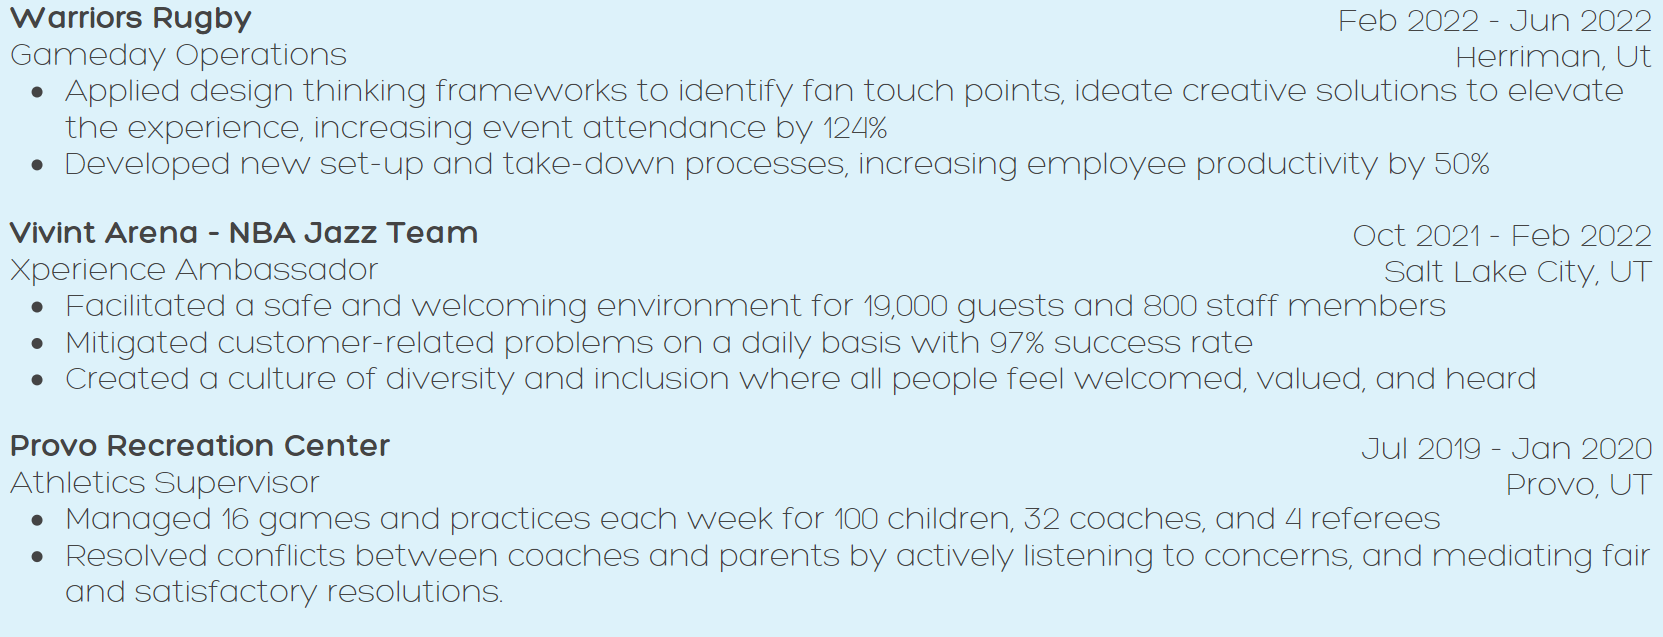 Warriors Rugby Feb 2022 - Jun 2022
Gameday Operations Herriman, Ut
• Applied design thinking frameworks to identify fan touch points, ideate creative solutions to elevate
the experience, increasing event attendance by 124%
• Developed new set-up and take-down processes, increasing employee productivity by 50%
Vivint Arena - NBA Jazz Team Oct 2021 - Feb 2022
Xperience Ambassador Salt Lake City, UT
• Facilitated a safe and welcoming environment for 19,000 guests and 800 staff members
• Mitigated customer-related problems on a daily basis with 97% success rate
• Created a culture of diversity and inclusion where all people feel welcomed, valued, and heard
Provo Recreation Center Jul 2019 - Jan 2020
Athletics Supervisor Provo, UT
• Managed 16 games and practices each week for 100 children, 32 coaches, and 4 referees
• Resolved conflicts between coaches and parents by actively listening to concerns, and mediating fair
and satisfactory resolutions.